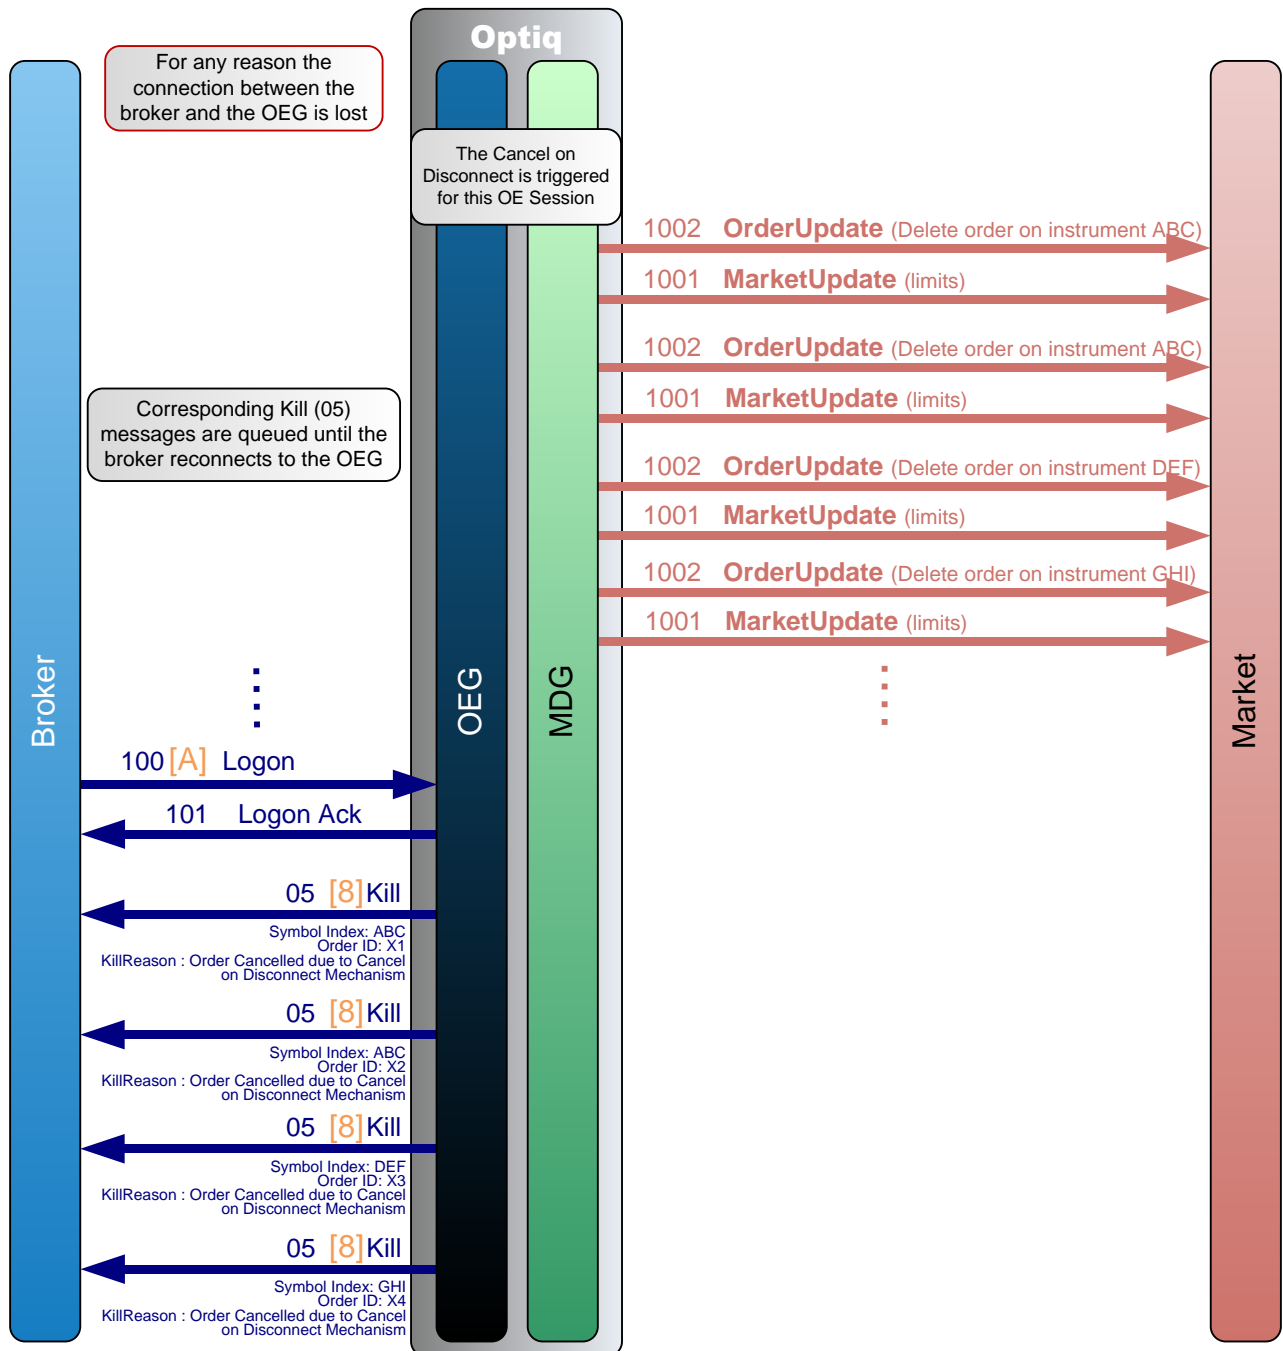 Optiq
For any reason the
connection between the
broker and the OEG is lost
The Cancel on
Disconnect is triggered
for this OE Session
1002 OrderUpdate (Delete order on instrument ABC)
1001 MarketUpdate (limits)
1002 OrderUpdate (Delete order on instrument ABC)
1001 MarketUpdate (limits)
Corresponding Kill (05)
messages are queued until the
broker reconnects to the OEG
1002 OrderUpdate (Delete order on instrument DEF)
1001 MarketUpdate (limits)
1002 OrderUpdate (Delete order on instrument GHI)
1001 MarketUpdate (limits)
Broker
OEG
MDG
Market
100 [A] Logon
101 Logon Ack
05 [8] Kill
Symbol Index: ABC
Order ID: X1
KillReason : Order Cancelled due to Cancel
on Disconnect Mechanism
05 [8] Kill
Symbol Index: ABC
Order ID: X2
KillReason : Order Cancelled due to Cancel
on Disconnect Mechanism
05 [8] Kill
Symbol Index: DEF
Order ID: X3
KillReason : Order Cancelled due to Cancel
on Disconnect Mechanism
05 [8] Kill
Symbol Index: GHI
Order ID: X4
KillReason : Order Cancelled due to Cancel
on Disconnect Mechanism